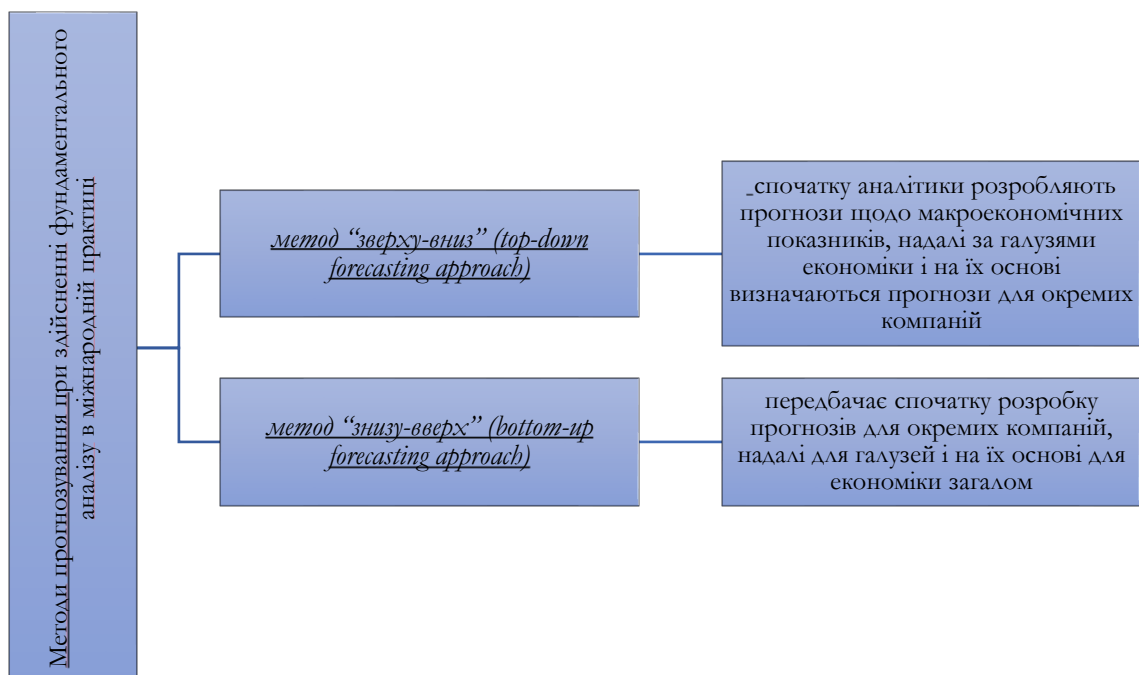 Методи прогнозування при здійсненні фундаментального
аналізу в міжнародній практиці
метод “зверху-вниз” (top-down
forecasting approach)
спочатку аналітики розробляють
прогнози щодо макроекономічних
показників, надалі за галузями
економіки і на їх основі
визначаються прогнози для окремих
компаній
метод “знизу-вверх” (bottom-up
forecasting approach)
передбачає спочатку розробку
прогнозів для окремих компаній,
надалі для галузей і на їх основі для
економіки загалом